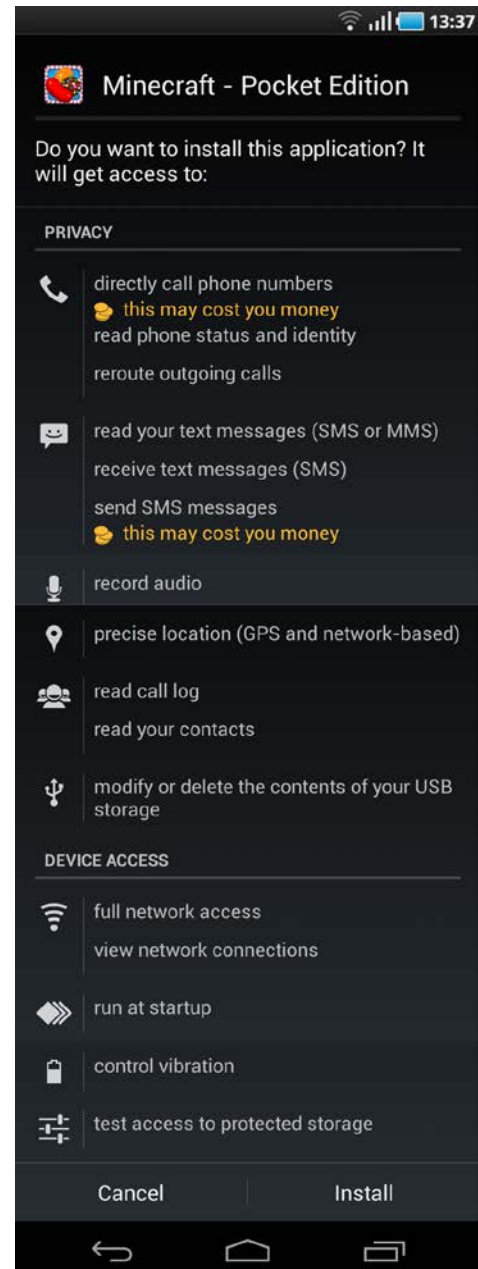 13:37
Minecraft - Pocket Edition
Do you want to install this application? It
will get access to:
PRIVACY
directly call phone numbers
this may cost you money
read phone status and identity
reroute outgoing calls
read your text messages (SMS or MMS)
receive text messages (SMS)
send SMS messages
this may cost you money
record audio
precise location (GPS and network-based)
read call log
read your contacts
modify or delete the contents of your USB
storage
DEVICE ACCESS
full network access
view network connections
run at startup
control vibration
test access to protected storage
Cancel
Install